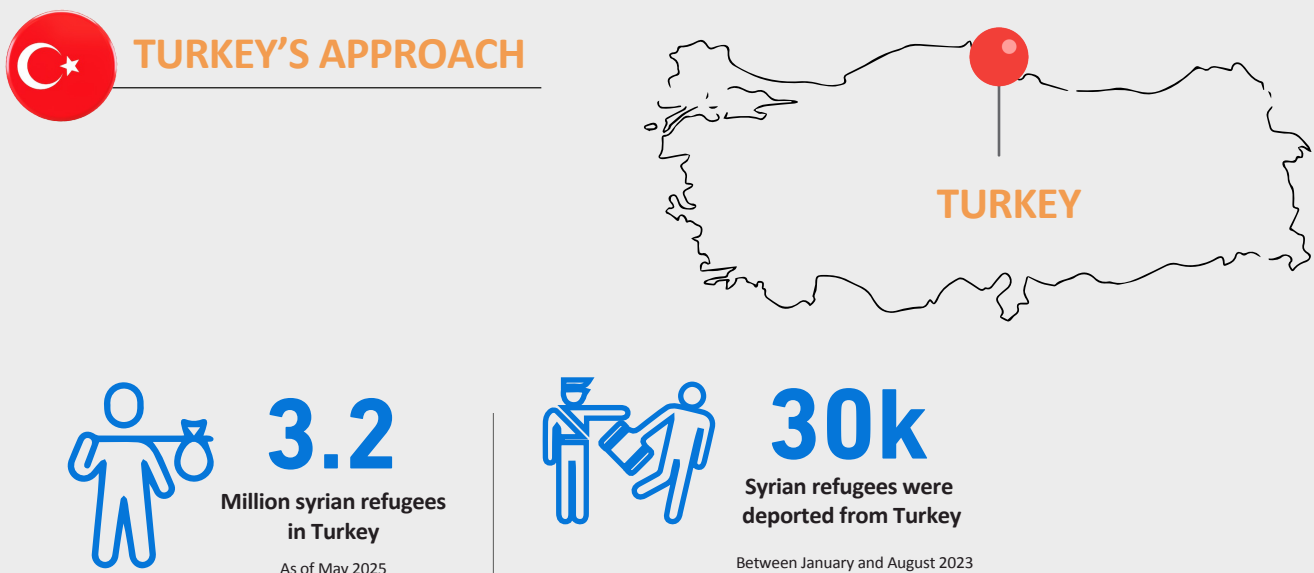 TURKEY’S APPROACH
TURKEY
3.2
Million syrian refugees
in Turkey
As of May 2025
30k
Syrian refugees were
deported from Turkey
Between January and August 2023